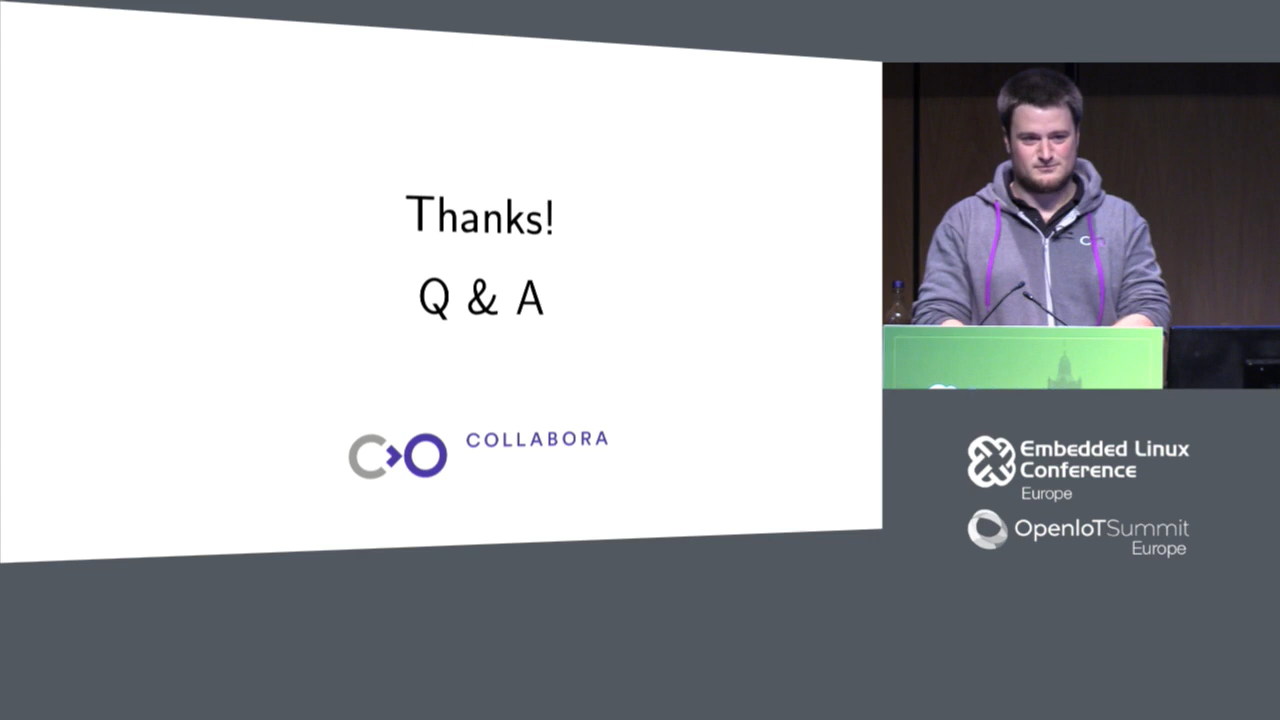 Thanks!
Q & A
COLLABORA
Embedded Linux
Conference
Europe
OpenIoTSummit
Europe